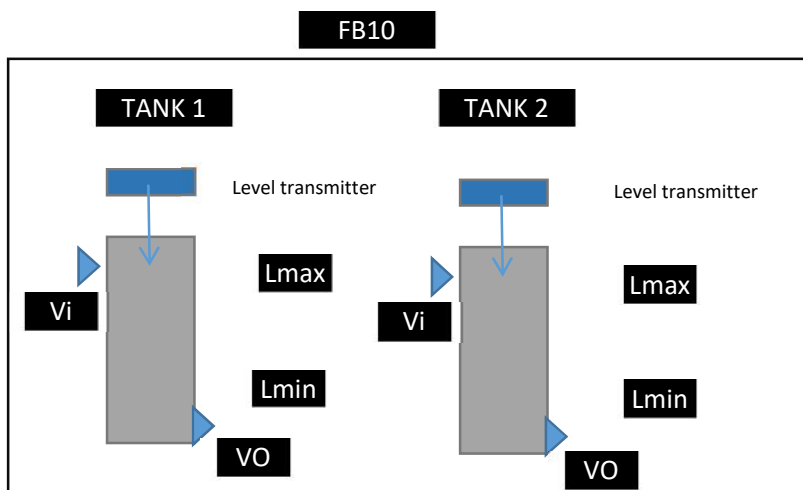 FB10
TANK 1
TANK 2
Level transmitter
Level transmitter
Lmax
Lmax
Vi
Vi
Lmin
Lmin
VO
VO